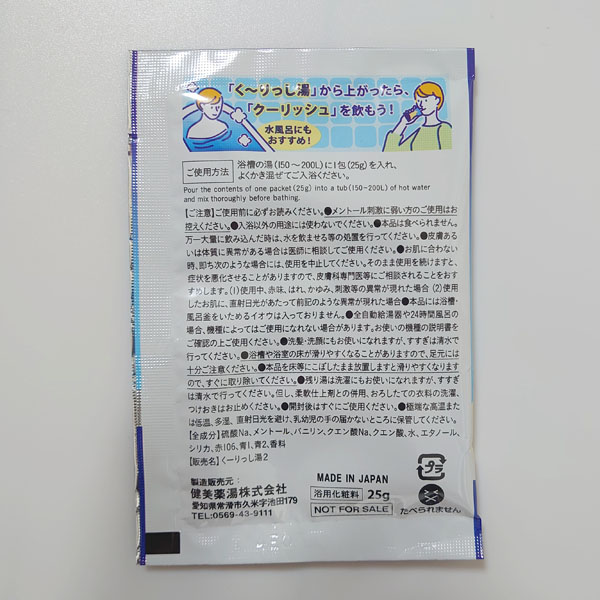 「く〜りっし湯」から上がったら、
「クーリッシュ」を飲もう!
水風呂にも
おすすめ!
ご使用方法
浴槽の湯(150〜200L)に1包(25g)を入れ、
よくかき混ぜてご入浴ください。
Pour the contents of one packet(25g) into a tub(150-200L) of hot water
and mix thoroughly before bathing.
【ご注意】ご使用前に必ずお読みください。●メントール刺激に弱い方のご使用はお
控えください。●入浴以外の用途には使わないでください。●本品は食べられません。
万一大量に飲み込んだ時は、水を飲ませる等の処置を行ってください。●皮膚ある
いは体質に異常がある場合は医師に相談してご使用ください。●お肌に合わない
時、即ち次のような場合には、使用を中止してください。そのまま使用を続けますと、
症状を悪化させることがありますので、皮膚科専門医等にご相談されることをおす
すめします。(1)使用中、赤味、はれ、かゆみ、刺激等の異常が現れた場合 (2)使用
したお肌に、直射日光があたって前記のような異常が現れた場合●本品には浴槽・
風呂釜をいためるイオウは入っておりません。●全自動給湯器や24時間風呂の
場合、機種によってはご使用になれない場合があります。お使いの機種の説明書を
ご確認の上ご使用ください。●洗髪・洗顔にもお使いになれますが、すすぎは清水で
行ってください。●浴槽や浴室の床が滑りやすくなることがありますので、足元には
十分ご注意ください。●本品を床等にこぼしたまま放置しますと滑りやすくなります
ので、すぐに取り除いてください。●残り湯は洗濯にもお使いになれますが、すすぎ
は清水で行ってください。但し、柔軟仕上剤との併用、おろしたての衣料の洗濯、
つけおきはお止めください。●開封後はすぐにご使用ください。●極端な高温また
は低温、多湿、直射日光を避け、乳幼児の手の届かないところに保管してください。
【全成分】硫酸Na、メントール、バニリン、クエン酸Na、クエン酸、水、エタノール、
シリカ、赤106、青1、青2、香料
【販売名】くーりっし湯2
製造販売元:
健美薬湯株式会社
愛知県常滑市久米字池田179
TEL:0569-43-9111
MADE IN JAPAN
浴用化粧料 25g
NOT FOR SALE
プラ
たべられません